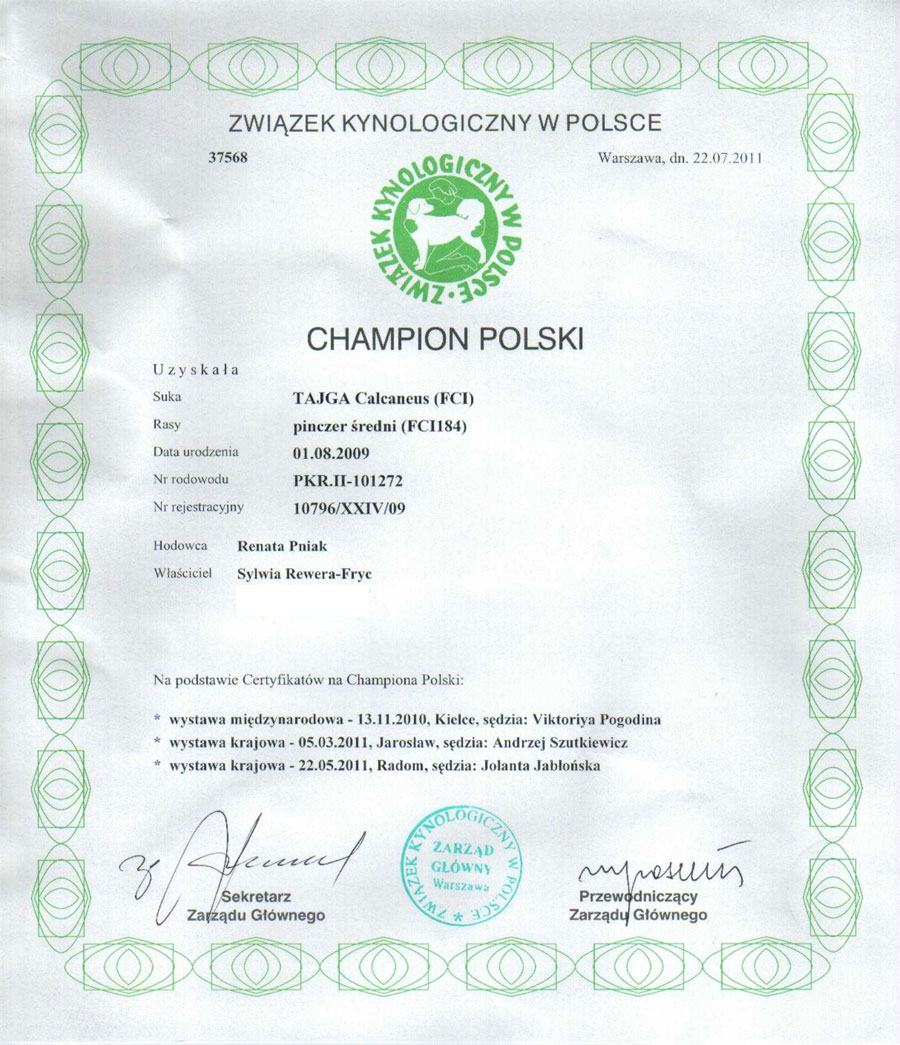 ZWIĄZEK KYNOLOGICZNY W POLSCE
37568
Warszawa, dn. 22.07.2011
ZWIĄZEK KYNOLOGICZNY W POLSCE •
CHAMPION POLSKI
Uzyskała
Suka TAJGA Calcaneus (FCI)
Rasy pinczer średni (FCI184)
Data urodzenia 01.08.2009
Nr rodowodu PKR.II-101272
Nr rejestracyjny 10796/XXIV/09
Hodowca Renata Pniak
Właściciel Sylwia Rewera-Fryc
Na podstawie Certyfikatów na Championa Polski:
* wystawa międzynarodowa - 13.11.2010, Kielce, sędzia: Viktoriya Pogodina
* wystawa krajowa - 05.03.2011, Jarosław, sędzia: Andrzej Szutkiewicz
* wystawa krajowa - 22.05.2011, Radom, sędzia: Jolanta Jabłońska
ZWIĄZEK KYNOLOGICZNY W POLSCE *
ZARZĄD
GŁÓWNY
Warszawa
Sekretarz
Zarządu Głównego
Przewodniczący
Zarządu Głównego